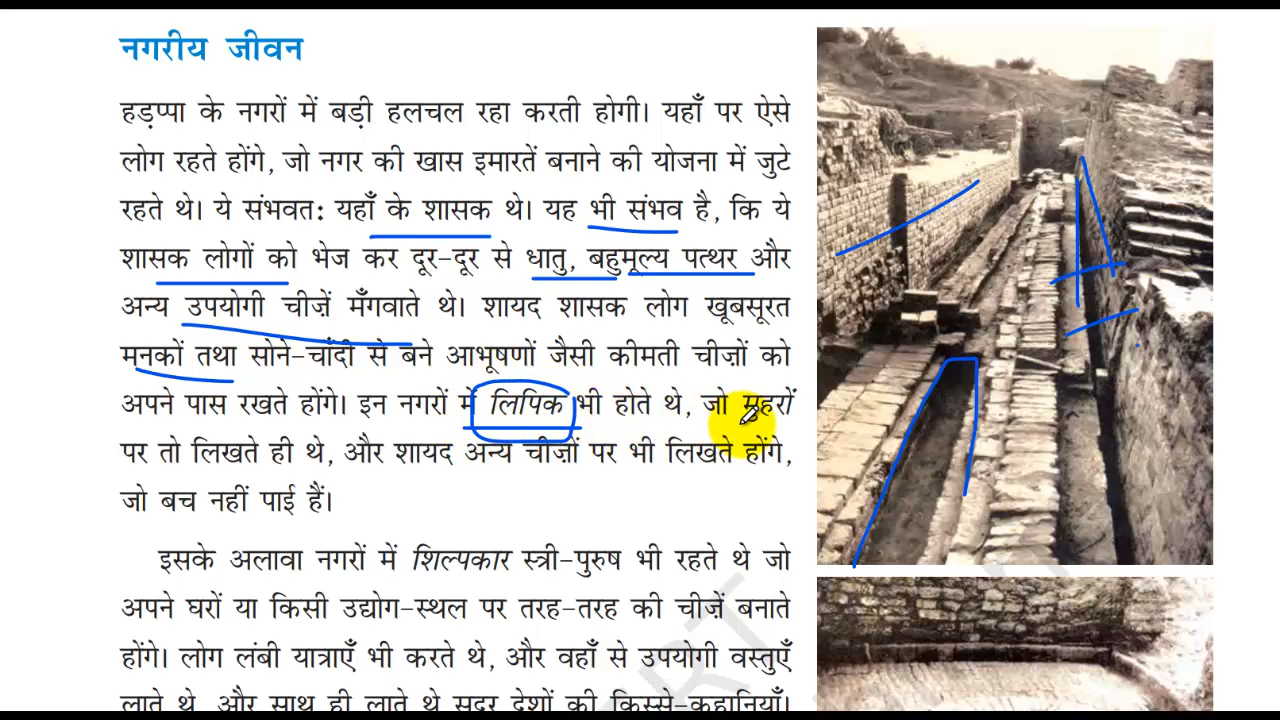 नगरीय जीवन
हड़प्पा के नगरों में बड़ी हलचल रहा करती होगी। यहाँ पर ऐसे
लोग रहते होंगे, जो नगर की खास इमारतें बनाने की योजना में जुटे
रहते थे। ये संभवत: यहाँ के शासक थे। यह भी संभव है, कि ये
शासक लोगों को भेज कर दूर-दूर से धातु, बहुमूल्य पत्थर और
अन्य उपयोगी चीज़ें मँगवाते थे। शायद शासक लोग खूबसूरत
मनकों तथा सोने-चाँदी से बने आभूषणों जैसी कीमती चीज़ों को
अपने पास रखते होंगे। इन नगरों में लिपिक भी होते थे, जो मुहरों
पर तो लिखते ही थे, और शायद अन्य चीज़ों पर भी लिखते होंगे,
जो बच नहीं पाई हैं।
इसके अलावा नगरों में शिल्पकार स्त्री-पुरुष भी रहते थे जो
अपने घरों या किसी उद्योग-स्थल पर तरह-तरह की चीज़ें बनाते
होंगे। लोग लंबी यात्राएँ भी करते थे, और वहाँ से उपयोगी वस्तुएँ
लाते थे, और साथ ही लाते थे सुदूर देशों की किस्से-कहानियाँ।